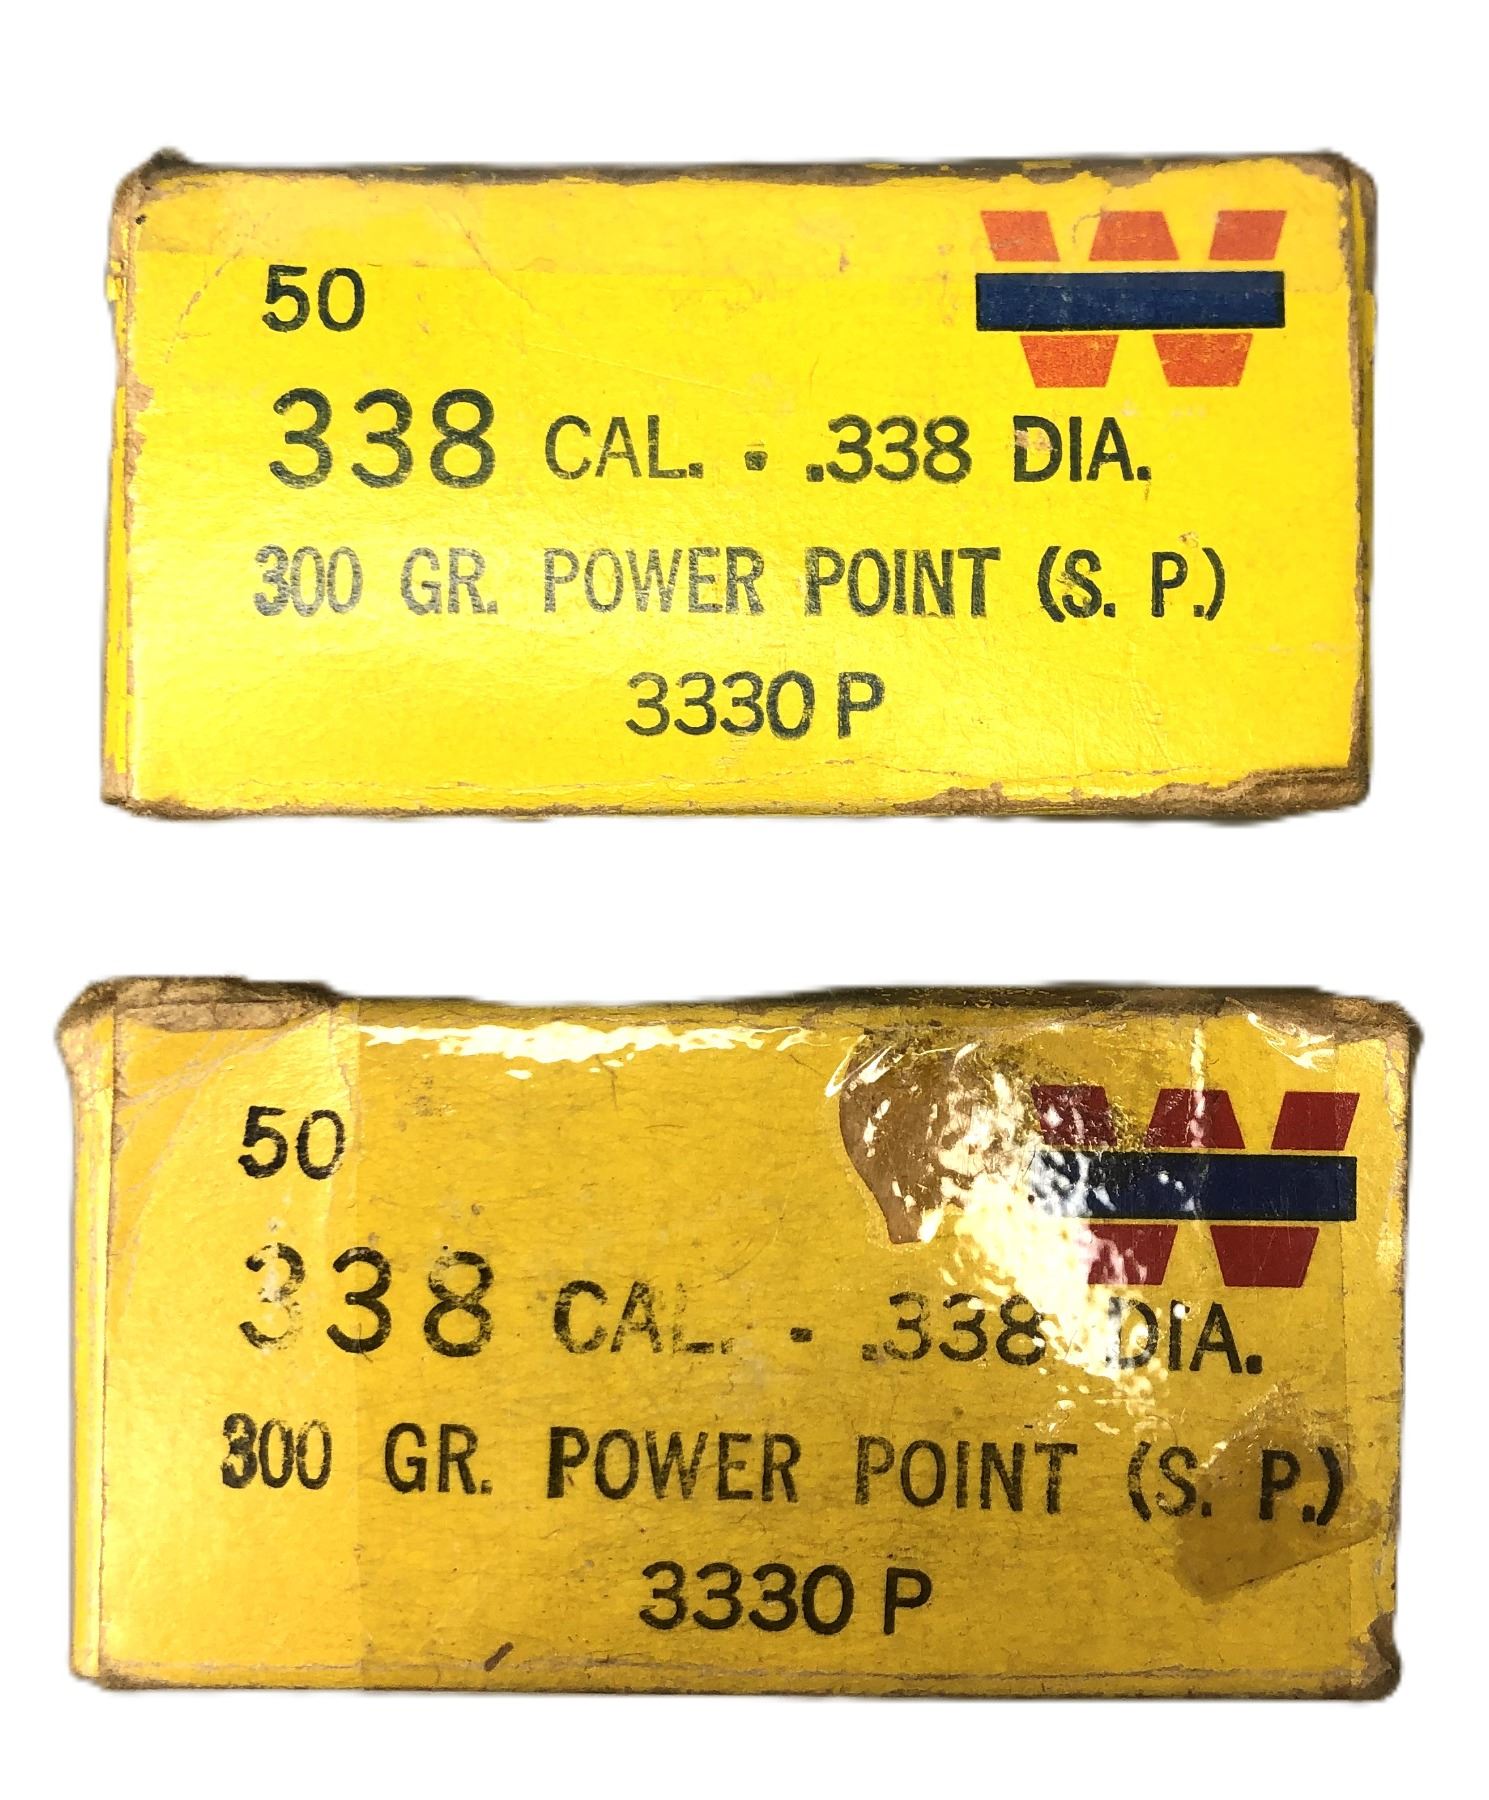 W
50
338 CAL. • .338 DIA.
300 GR. POWER POINT (S. P.)
3330 P
W
50
338 CAL. • .338 DIA.
300 GR. POWER POINT (S. P.)
3330 P